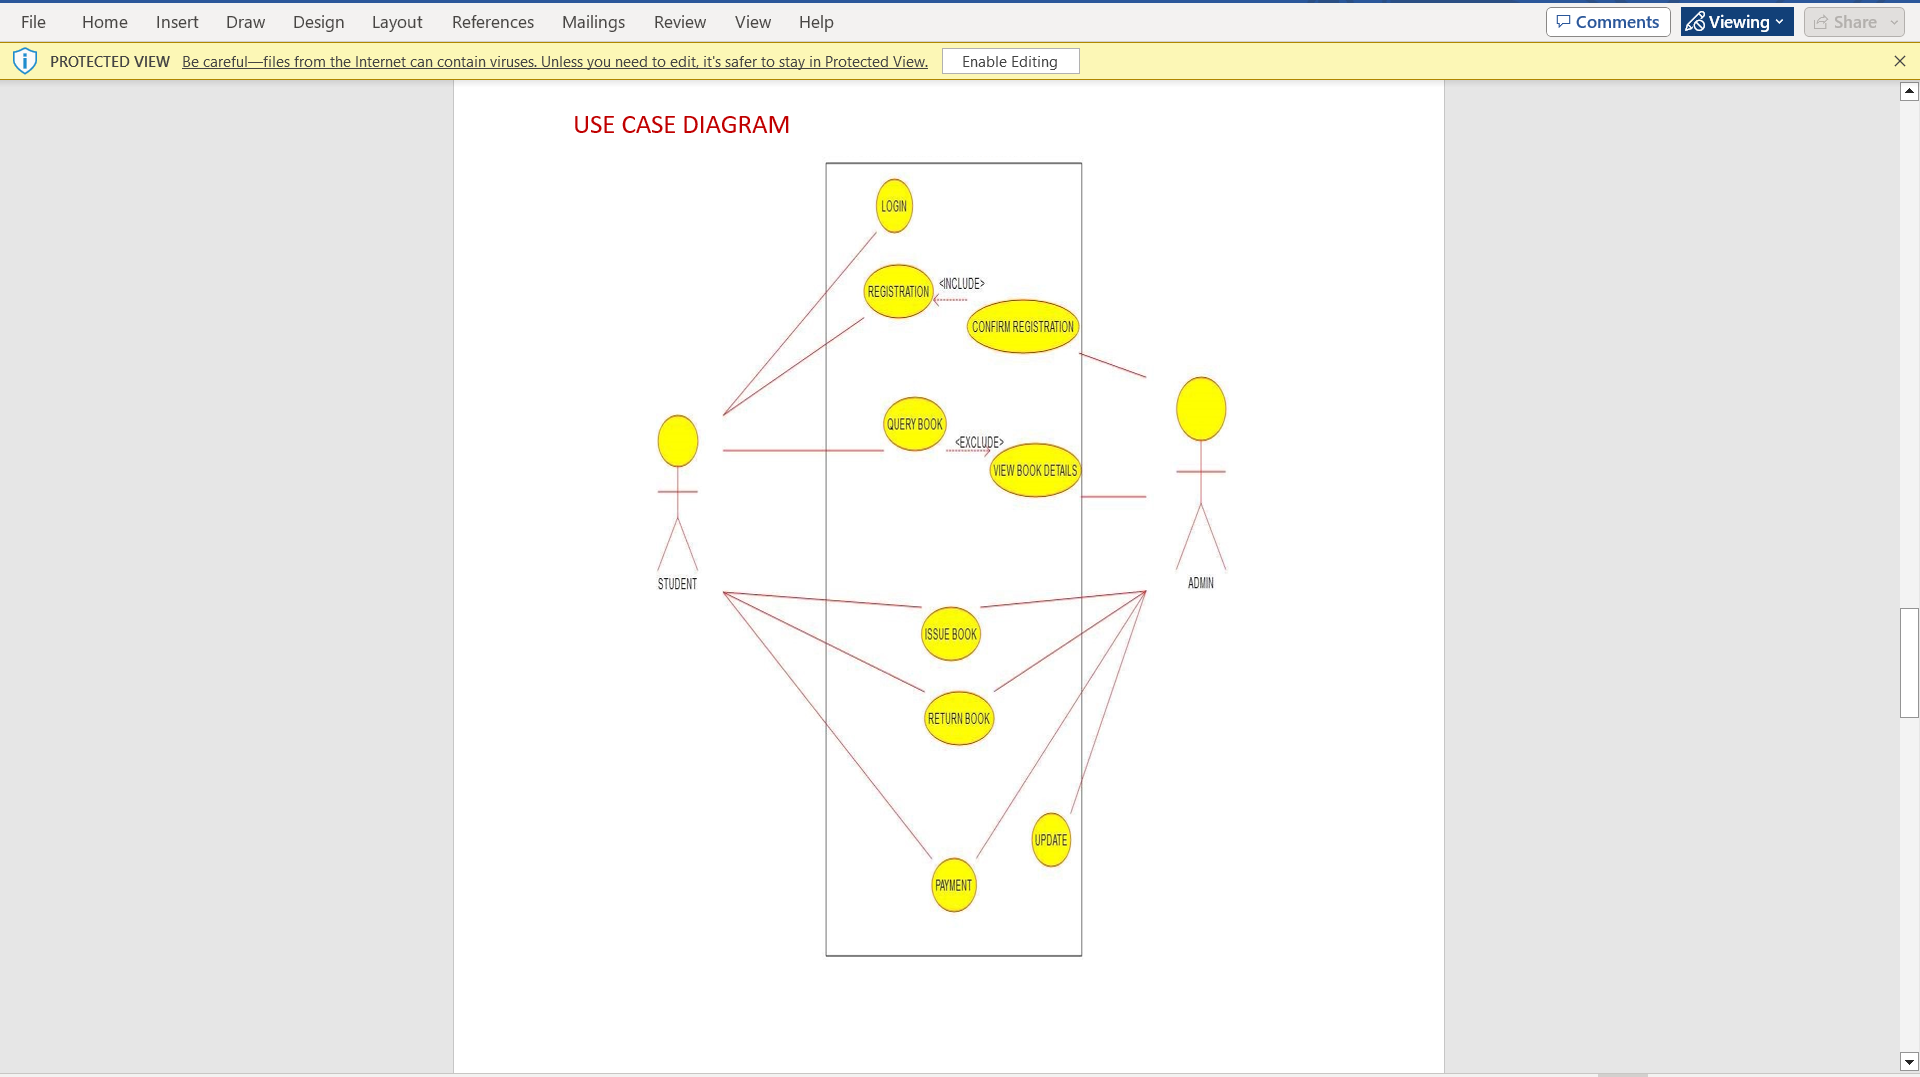 File Home Insert Draw Design Layout References Mailings Review View Help Comments Viewing Share
PROTECTED VIEW Be careful—files from the Internet can contain viruses. Unless you need to edit, it's safer to stay in Protected View. Enable Editing
USE CASE DIAGRAM
LOGIN
<INCLUDE>
REGISTRATION
CONFIRM REGISTRATION
QUERY BOOK
<EXCLUDE>
VIEW BOOK DETAILS
STUDENT
ADMIN
ISSUE BOOK
RETURN BOOK
UPDATE
PAYMENT